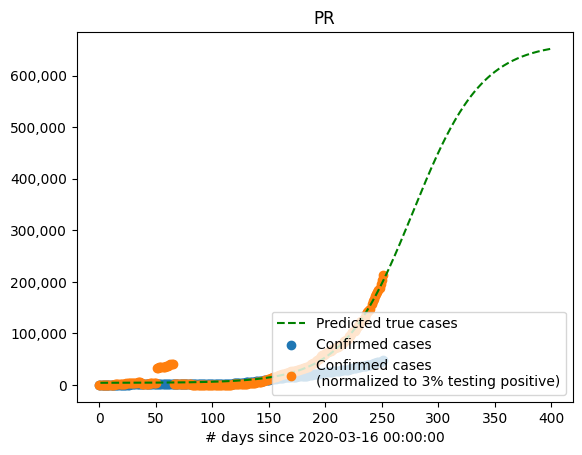 PR
600,000
500,000
400,000
300,000
200,000
100,000
0
Predicted true cases
Confirmed cases
Confirmed cases
(normalized to 3% testing positive)
0 50 100 150 200 250 300 350 400
# days since 2020-03-16 00:00:00